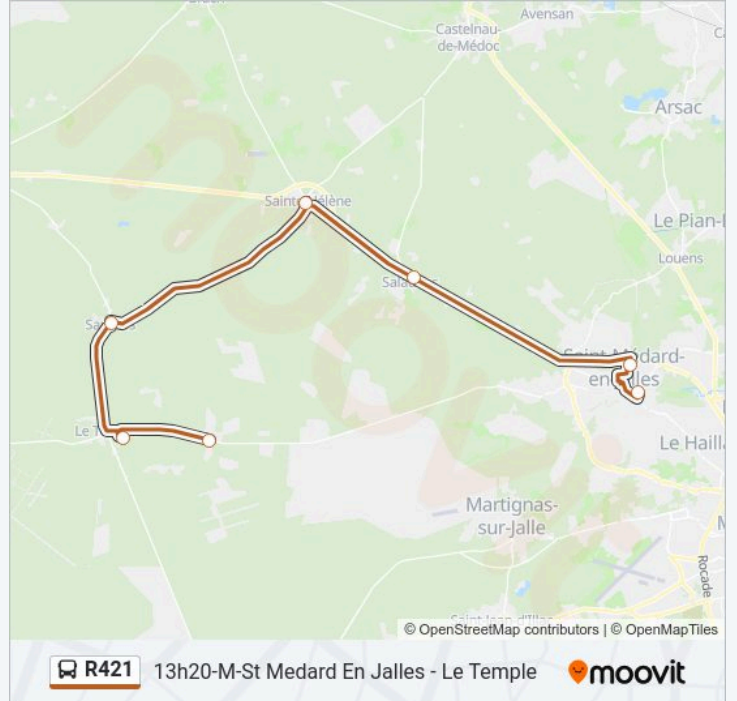 Avensan
Castelnau-
de-Médoc
Arsac
Le Pian-
Louens
Saint-Médard-
en-Jalles
Le Hailla
Martignas-
sur-Jalle
Rocade
© OpenStreetMap contributors | © OpenMapTiles
R421 13h20-M-St Medard En Jalles - Le Temple moovit